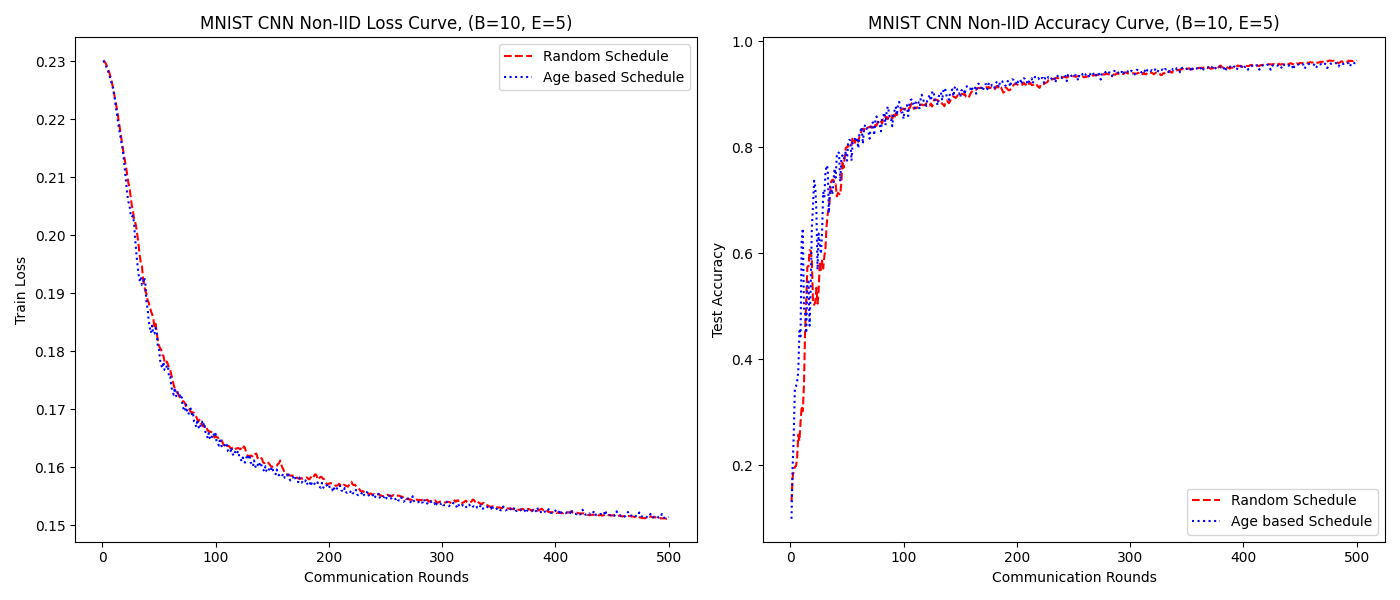 MNIST CNN Non-IID Loss Curve, (B=10, E=5)
Random Schedule
Age based Schedule
0.23
0.22
0.21
0.20
0.19
0.18
0.17
0.16
0.15
Train Loss
0 100 200 300 400 500
Communication Rounds
MNIST CNN Non-IID Accuracy Curve, (B=10, E=5)
1.0
0.8
0.6
0.4
0.2
Test Accuracy
Random Schedule
Age based Schedule
0 100 200 300 400 500
Communication Rounds